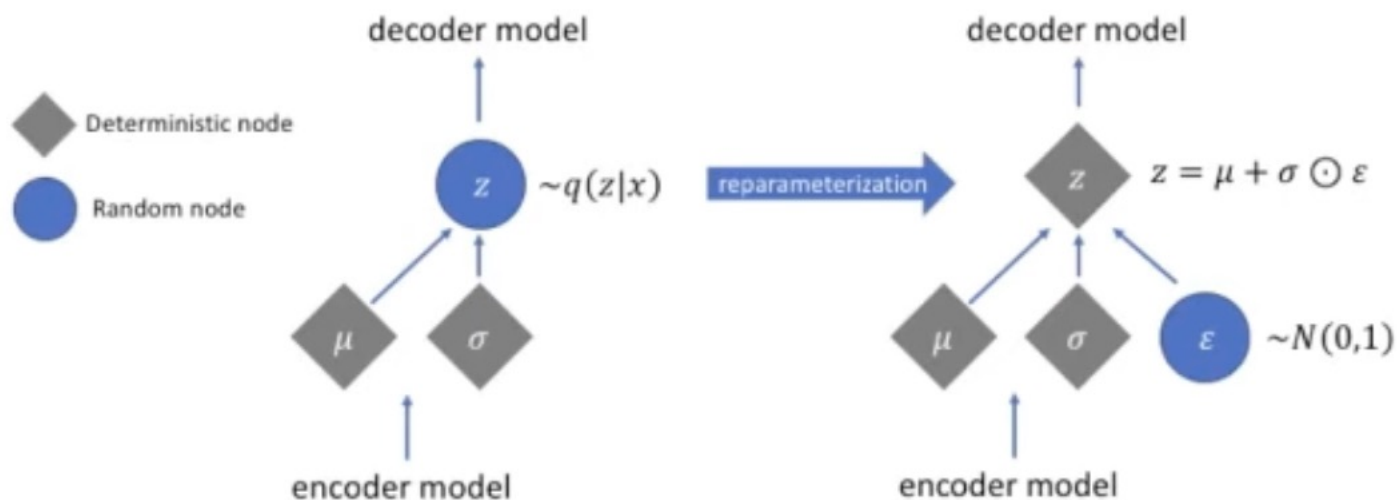 decoder model
decoder model
Deterministic node
Random node
z
~q(z|x)
reparameterization
z
z = μ + σ ⊙ ε
μ
σ
μ
σ
ε
~N(0,1)
encoder model
encoder model